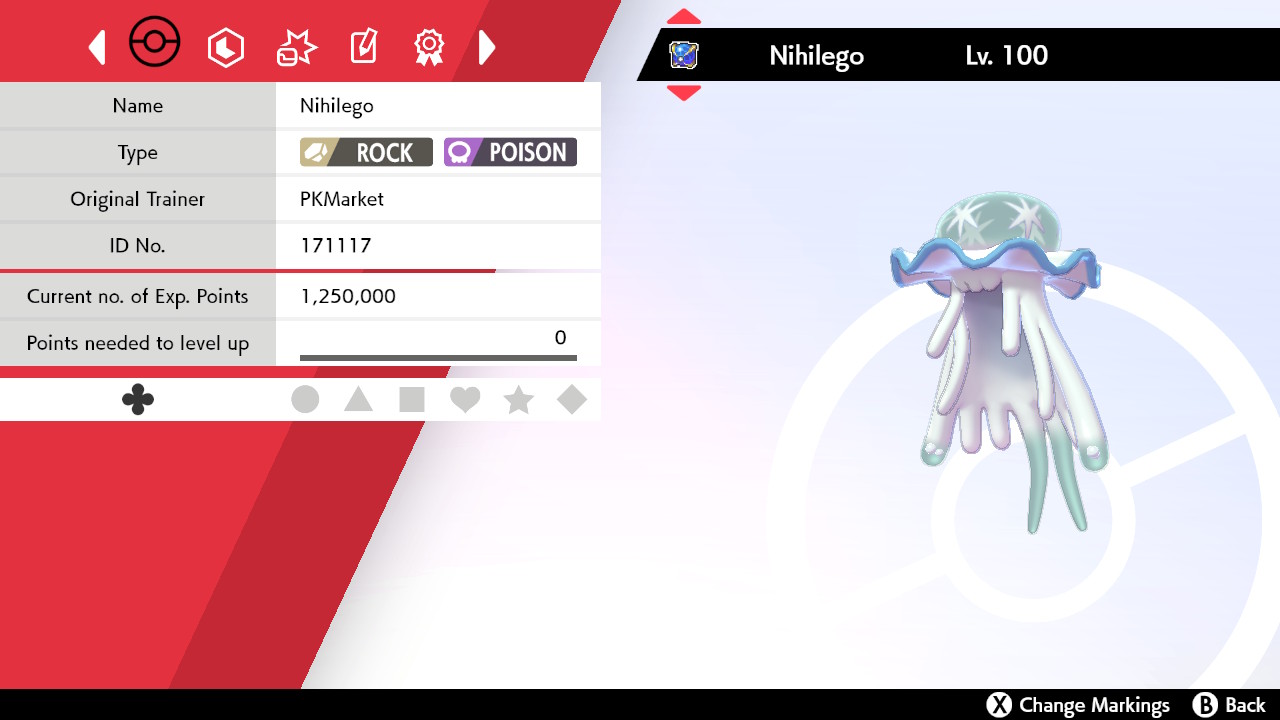 Nihilego Lv. 100
Name Nihilego
Type ROCK POISON
Original Trainer PKMarket
ID No. 171117
Current no. of Exp. Points 1,250,000
Points needed to level up 0
X Change Markings B Back